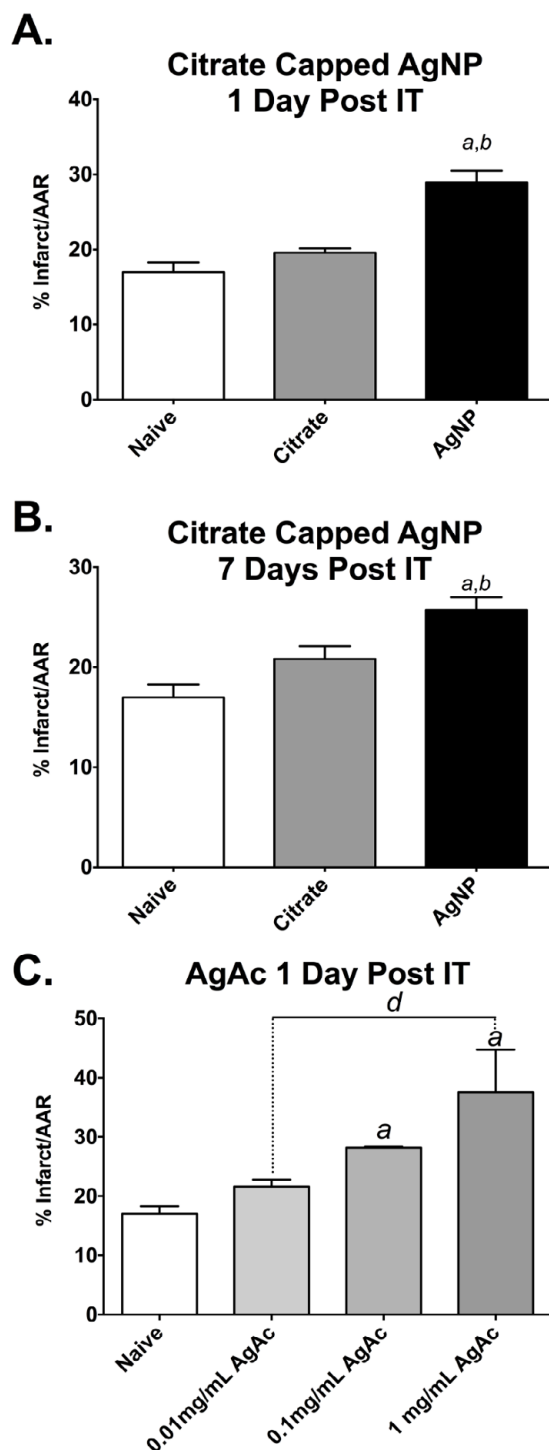 A.
Citrate Capped AgNP
1 Day Post IT
% Infarct/AAR
40
30
20
10
0
a,b
Naive
Citrate
AgNP
B.
Citrate Capped AgNP
7 Days Post IT
% Infarct/AAR
30
20
10
0
a,b
Naive
Citrate
AgNP
C.
AgAc 1 Day Post IT
% Infarct/AAR
50
40
30
20
10
0
d
a
a
Naive
0.01mg/mL AgAc
0.1mg/mL AgAc
1 mg/mL AgAc